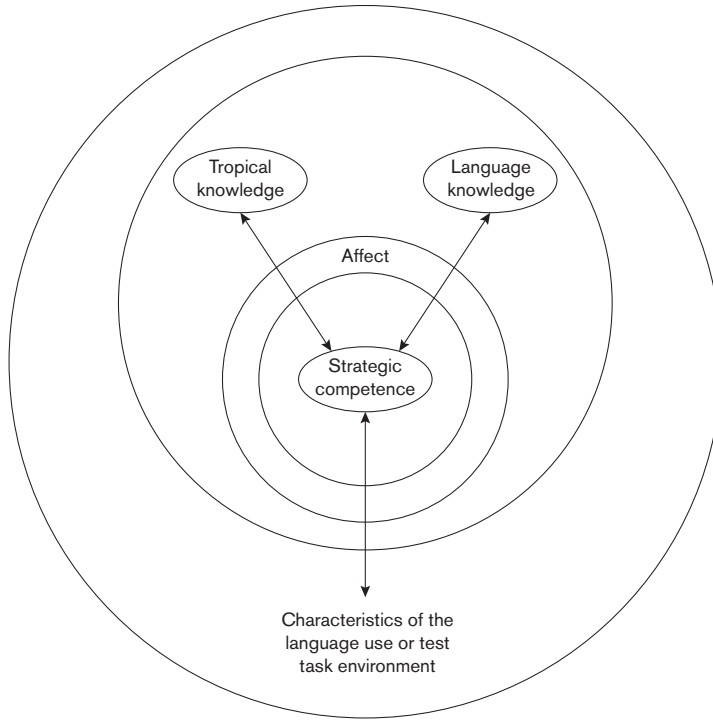 Tropical
knowledge
Language
knowledge
Affect
Strategic
competence
Characteristics of the
language use or test
task environment